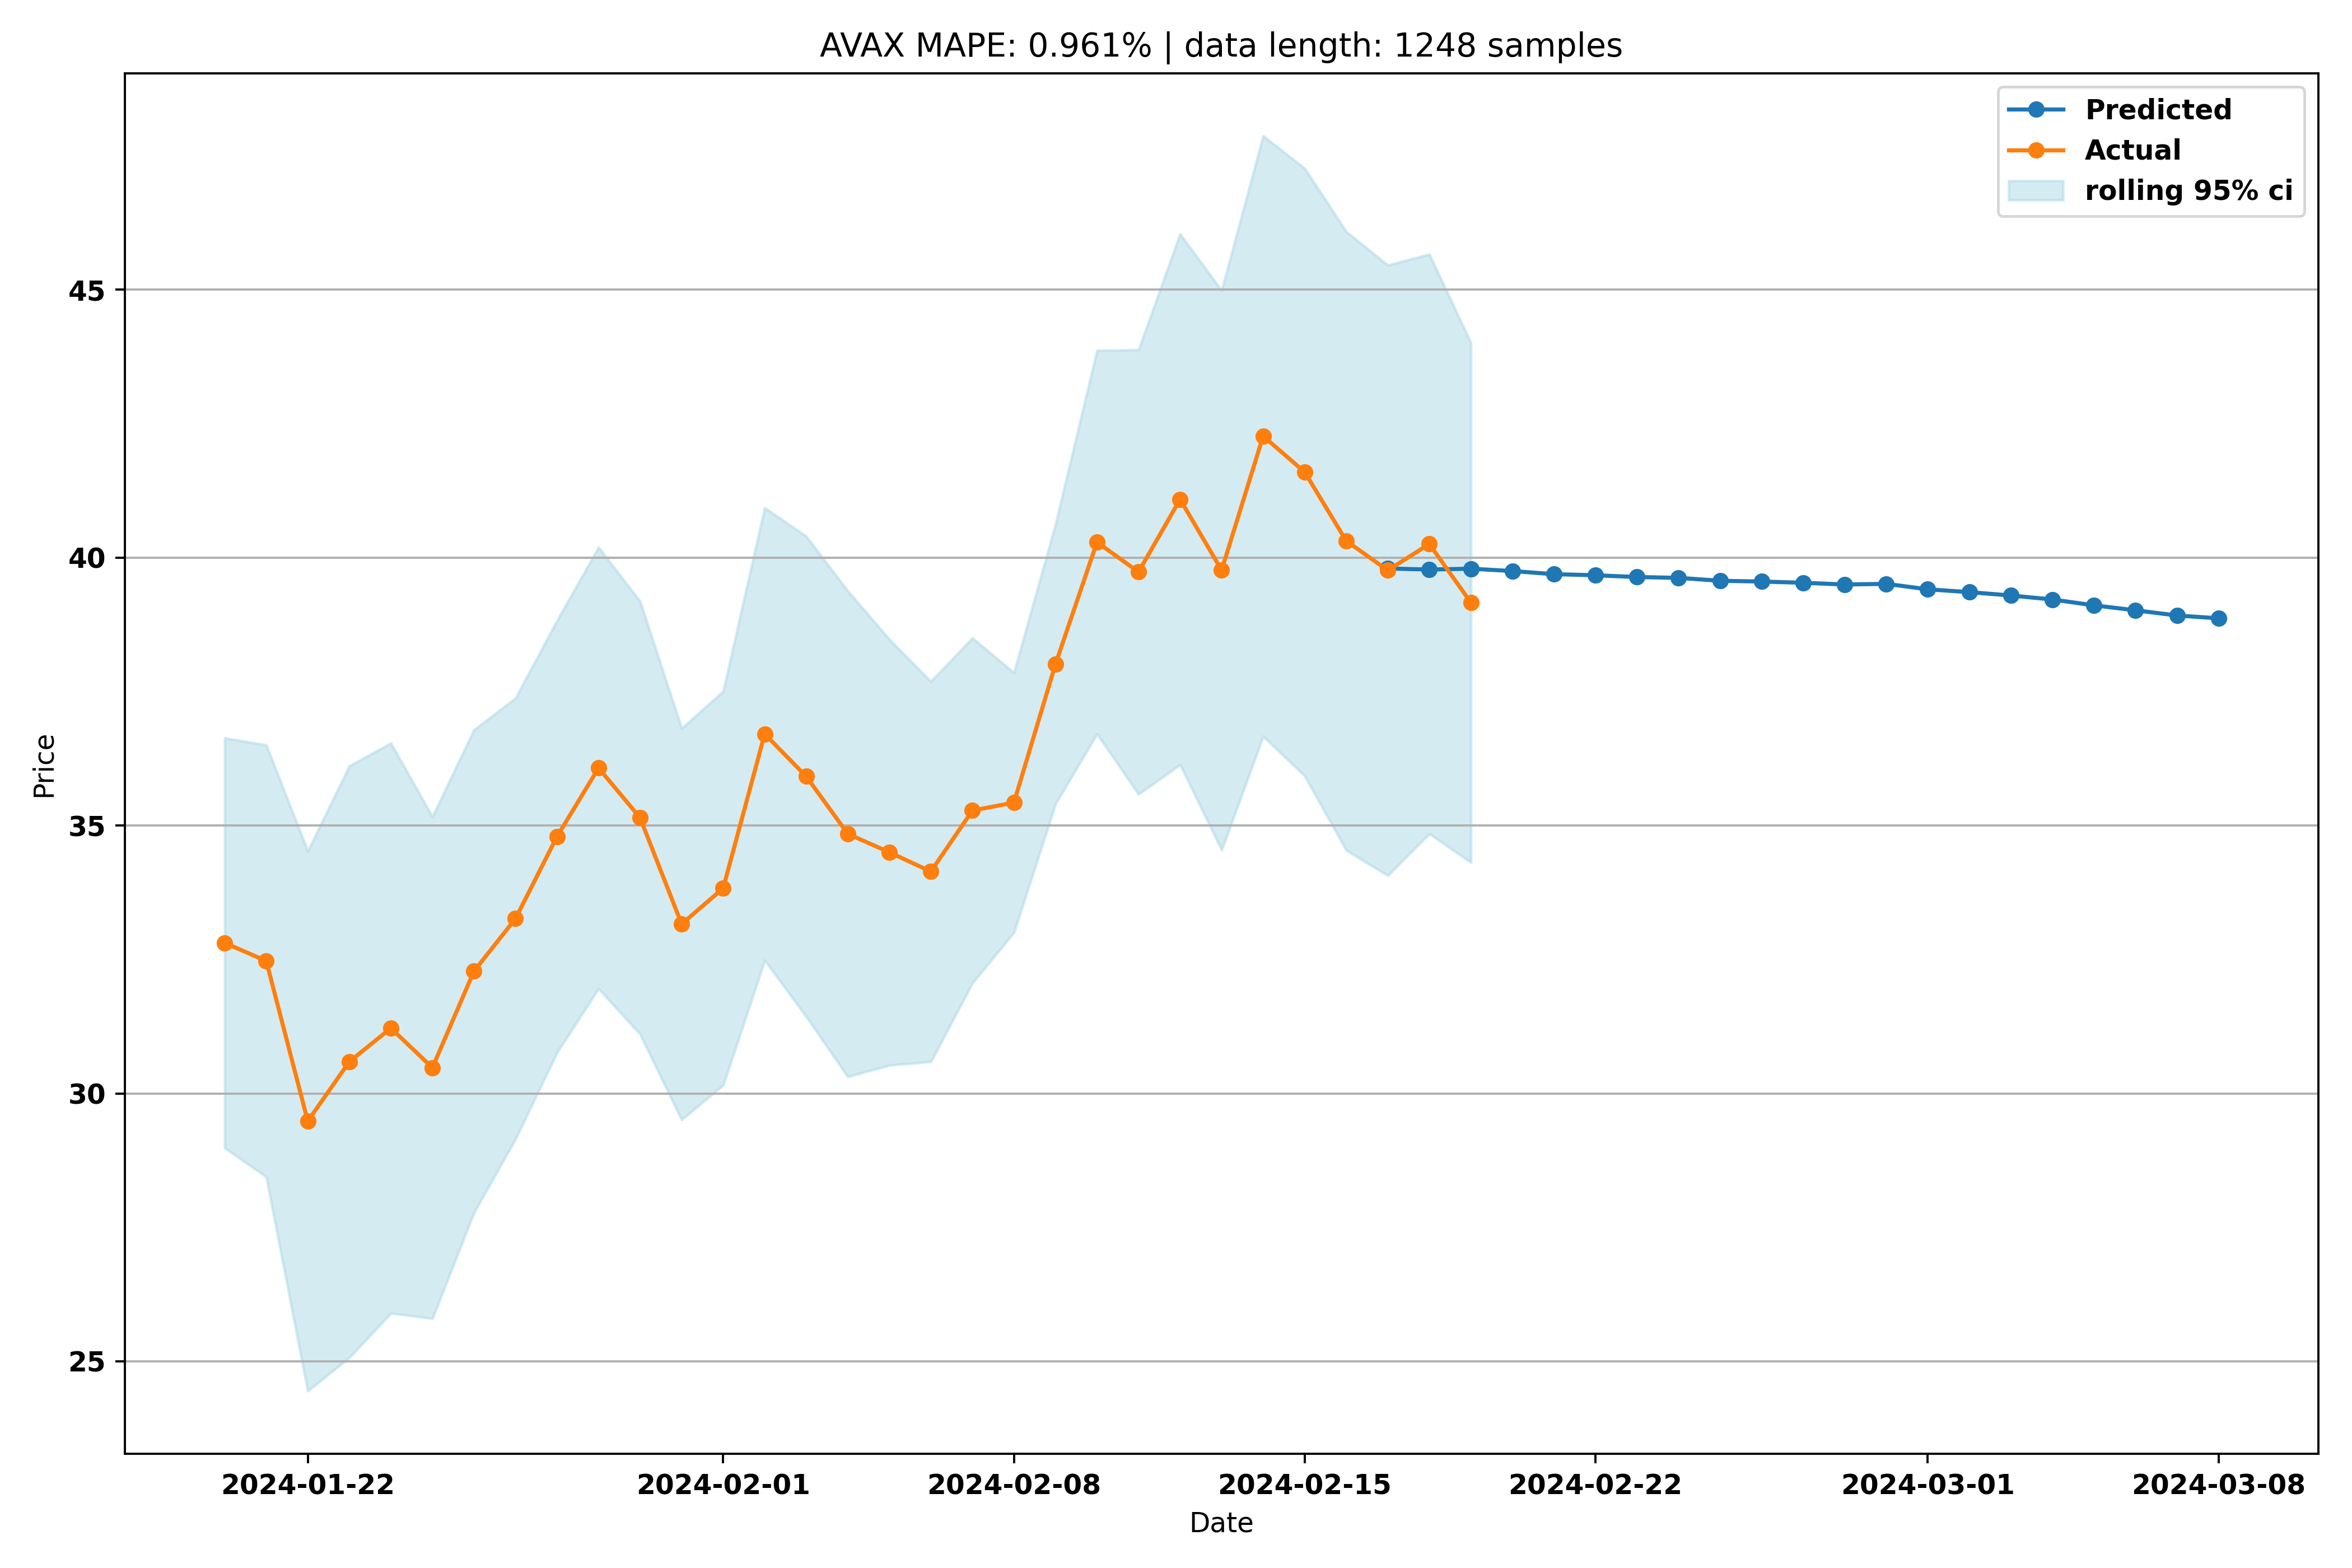 AVAX MAPE: 0.961% | data length: 1248 samples
Predicted
Actual
rolling 95% ci
Price
45
40
35
30
25
2024-01-22
2024-02-01
2024-02-08
2024-02-15
2024-02-22
2024-03-01
2024-03-08
Date